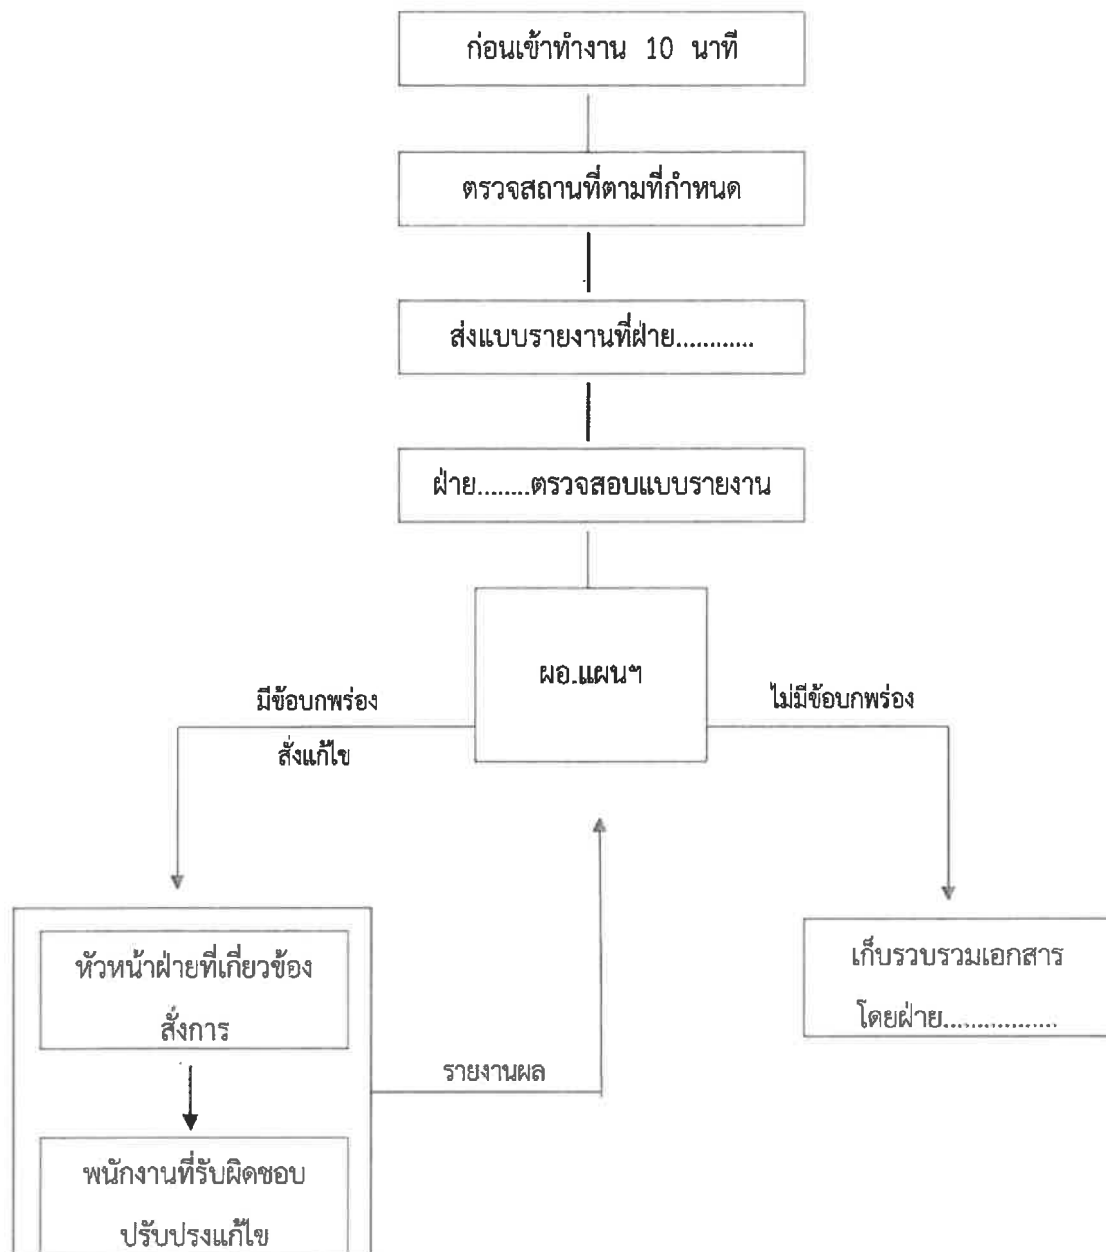 ก่อนเข้าทำงาน 10 นาที
ตรวจสถานที่ตามที่กำหนด
ส่งแบบรายงานที่ฝ่าย............
ฝ่าย........ตรวจสอบแบบรายงาน
ผอ.แผนฯ
มีข้อบกพร่อง
สั่งแก้ไข
ไม่มีข้อบกพร่อง
หัวหน้าฝ่ายที่เกี่ยวข้อง
สั่งการ
รายงานผล
พนักงานที่รับผิดชอบ
ปรับปรุงแก้ไข
เก็บรวบรวมเอกสาร
โดยฝ่าย.................